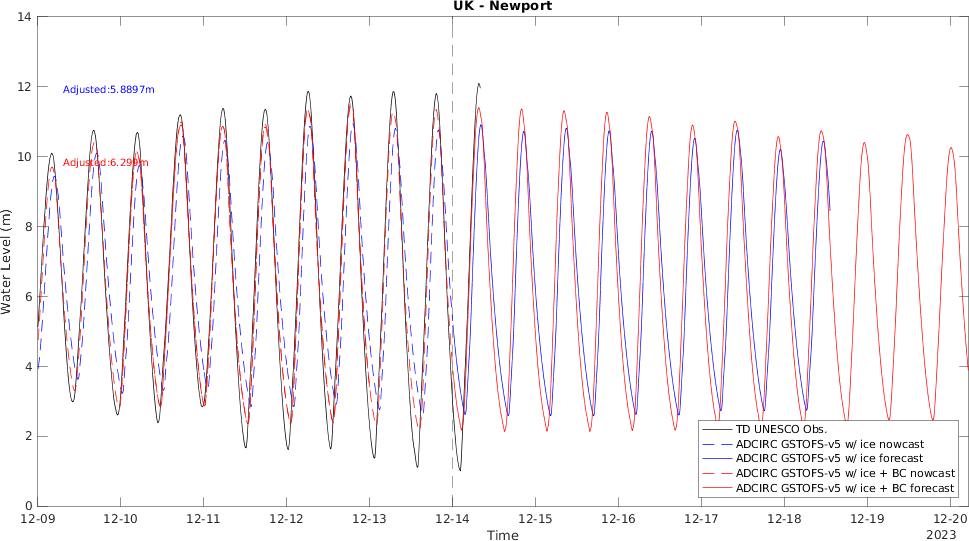 UK - Newport
14
12
10
8
6
4
2
0
Water Level (m)
Adjusted:5.8897m
Adjusted:6.299m
TD UNESCO Obs.
ADCIRC GSTOFS-v5 w/ ice nowcast
ADCIRC GSTOFS-v5 w/ ice forecast
ADCIRC GSTOFS-v5 w/ ice + BC nowcast
ADCIRC GSTOFS-v5 w/ ice + BC forecast
12-09 12-10 12-11 12-12 12-13 12-14 12-15 12-16 12-17 12-18 12-19 12-20
Time 2023